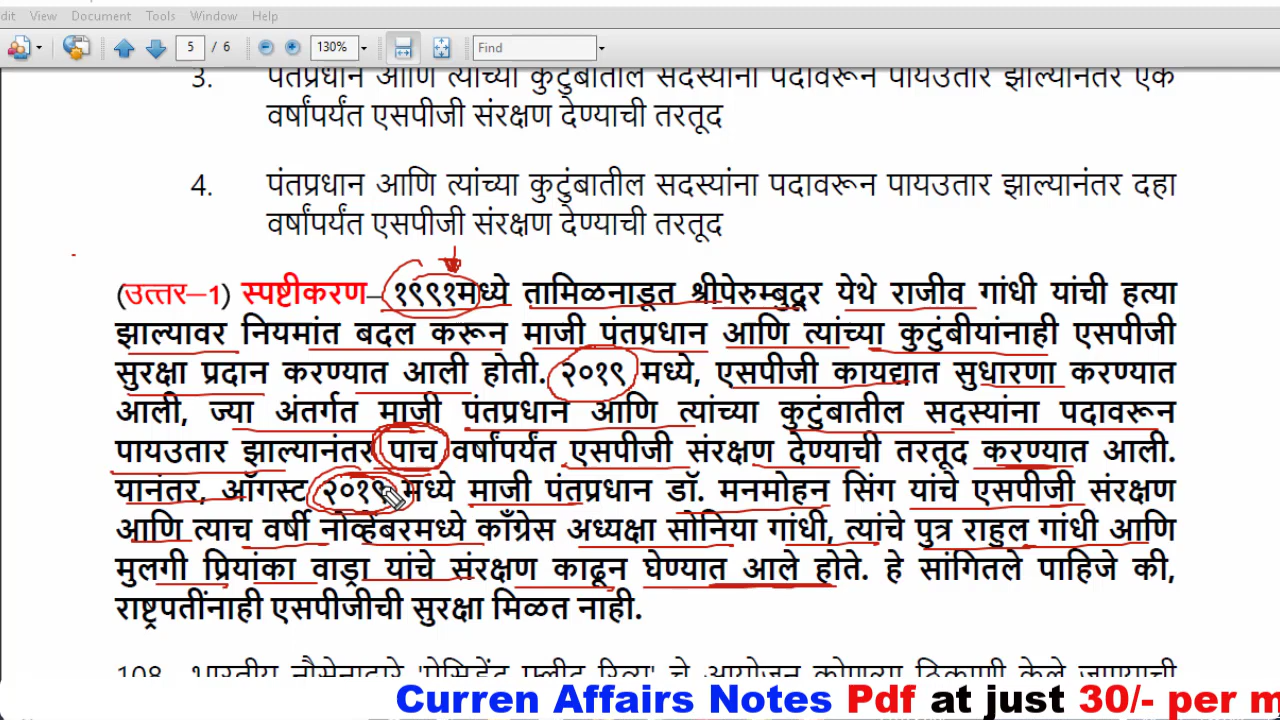 dit View Document Tools Window Help
5 / 6 130% Find
3. पंतप्रधान आणि त्यांच्या कुटुंबातील सदस्यांना पदावरून पायउतार झाल्यानंतर एक
वर्षापर्यंत एसपीजी संरक्षण देण्याची तरतूद
4. पंतप्रधान आणि त्यांच्या कुटुंबातील सदस्यांना पदावरून पायउतार झाल्यानंतर दहा
वर्षांपर्यंत एसपीजी संरक्षण देण्याची तरतूद
(उत्तर–1) स्पष्टीकरण– १९९१मध्ये तामिळनाडूत श्रीपेरुम्बुदूर येथे राजीव गांधी यांची हत्या
झाल्यावर नियमांत बदल करून माजी पंतप्रधान आणि त्यांच्या कुटुंबीयांनाही एसपीजी
सुरक्षा प्रदान करण्यात आली होती. २०१९ मध्ये, एसपीजी कायद्यात सुधारणा करण्यात
आली, ज्या अंतर्गत माजी पंतप्रधान आणि त्यांच्या कुटुंबातील सदस्यांना पदावरून
पायउतार झाल्यानंतर पाच वर्षांपर्यंत एसपीजी संरक्षण देण्याची तरतूद करण्यात आली.
यानंतर, ऑगस्ट २०१९ मध्ये माजी पंतप्रधान डॉ. मनमोहन सिंग यांचे एसपीजी संरक्षण
आणि त्याच वर्षी नोव्हेंबरमध्ये काँग्रेस अध्यक्षा सोनिया गांधी, त्यांचे पुत्र राहुल गांधी आणि
मुलगी प्रियांका वाड्रा यांचे संरक्षण काढून घेण्यात आले होते. हे सांगितले पाहिजे की,
राष्ट्रपतींनाही एसपीजीची सुरक्षा मिळत नाही.
108. भारतीय नौसेनाद्वारे 'प्रेसिडेंट फ्लीट रिव्यू' चे आयोजन कोणत्या ठिकाणी केले जाण्याची
Curren Affairs Notes Pdf at just 30/- per m